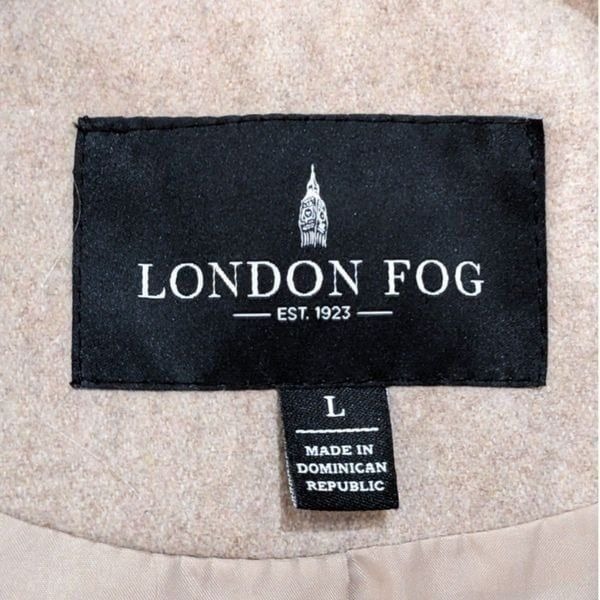 LONDON FOG
EST. 1923
L
MADE IN
DOMINICAN
REPUBLIC